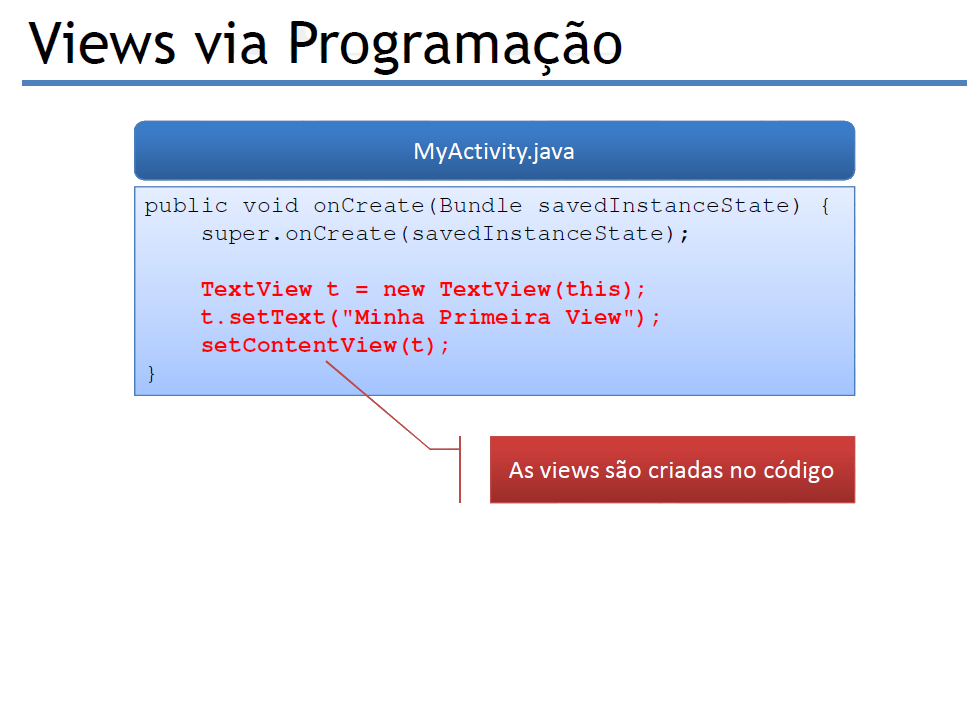 Views via Programação
MyActivity.java
public void onCreate(Bundle savedInstanceState) {
super.onCreate(savedInstanceState);
TextView t = new TextView(this);
t.setText("Minha Primeira View");
setContentView(t);
}
As views são criadas no código